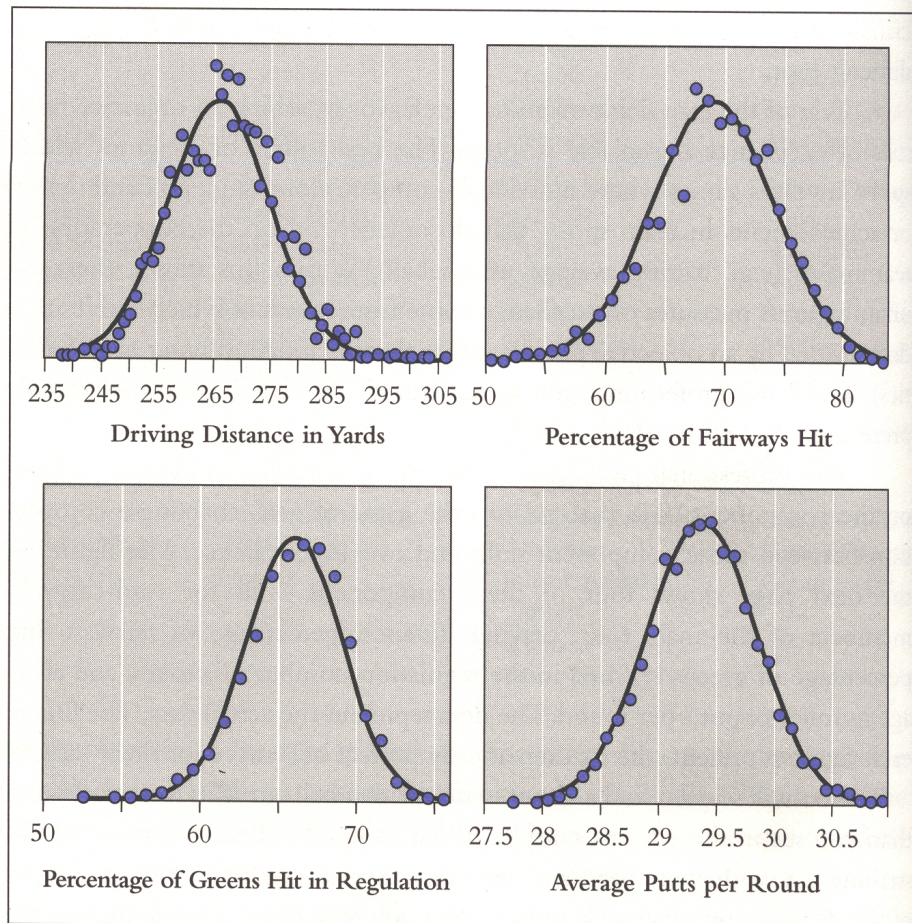 235 245 255 265 275 285 295 305
Driving Distance in Yards
50 60 70 80
Percentage of Fairways Hit
50 60 70
Percentage of Greens Hit in Regulation
27.5 28 28.5 29 29.5 30 30.5
Average Putts per Round